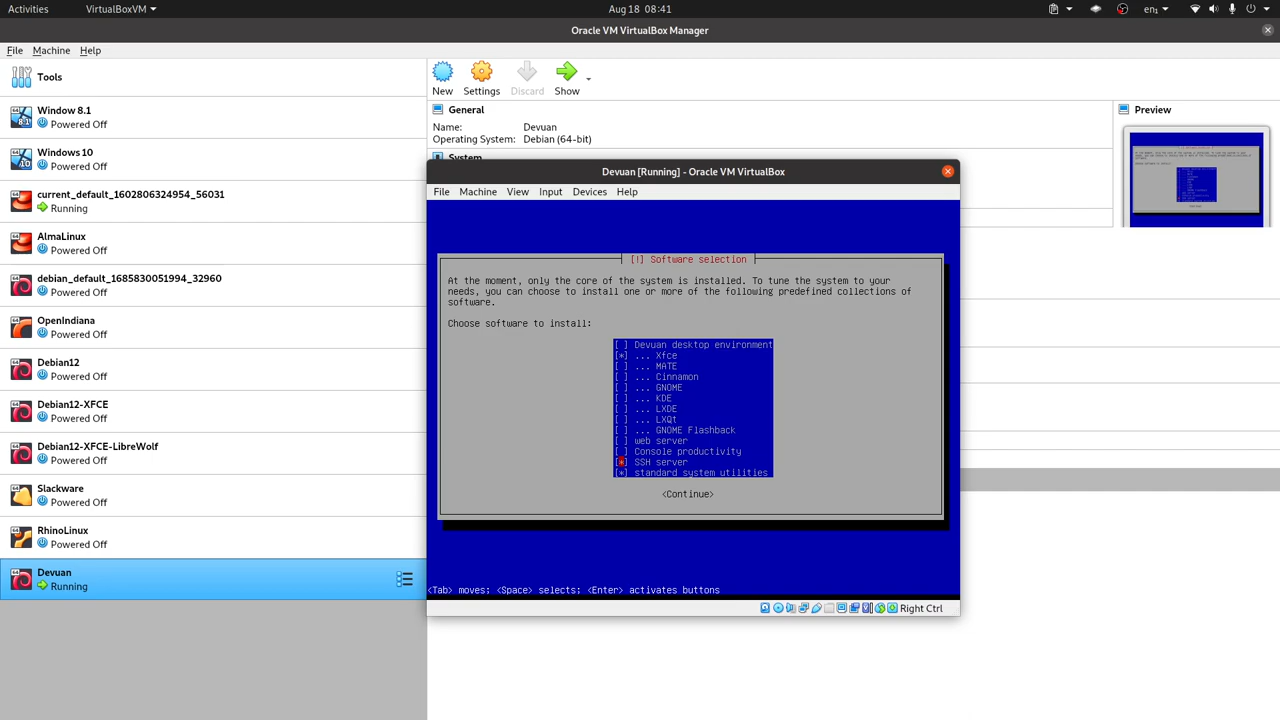 Activities
VirtualBoxVM
Aug 18 08:41
en₁
Oracle VM VirtualBox Manager
File Machine Help
Tools
New Settings Discard Show
Window 8.1
Powered Off
Windows 10
Powered Off
current_default_1602806324954_56031
Running
AlmaLinux
Powered Off
debian_default_1685830051994_32960
Powered Off
OpenIndiana
Powered Off
Debian12
Powered Off
Debian12-XFCE
Powered Off
Debian12-XFCE-LibreWolf
Powered Off
Slackware
Powered Off
RhinoLinux
Powered Off
Devuan
Running
General
Name: Devuan
Operating System: Debian (64-bit)
System
Preview
Devuan [Running] - Oracle VM VirtualBox
File Machine View Input Devices Help
[!] Software selection
At the moment, only the core of the system is installed. To tune the system to your
needs, you can choose to install one or more of the following predefined collections of
software.
Choose software to install:
[ ] Devuan desktop environment
[*] ... Xfce
[ ] ... MATE
[ ] ... Cinnamon
[ ] ... GNOME
[ ] ... KDE
[ ] ... LXDE
[ ] ... LXQt
[ ] ... GNOME Flashback
[ ] web server
[ ] Console productivity
[*] SSH server
[*] standard system utilities
<Continue>
<Tab> moves; <Space> selects; <Enter> activates buttons
Right Ctrl